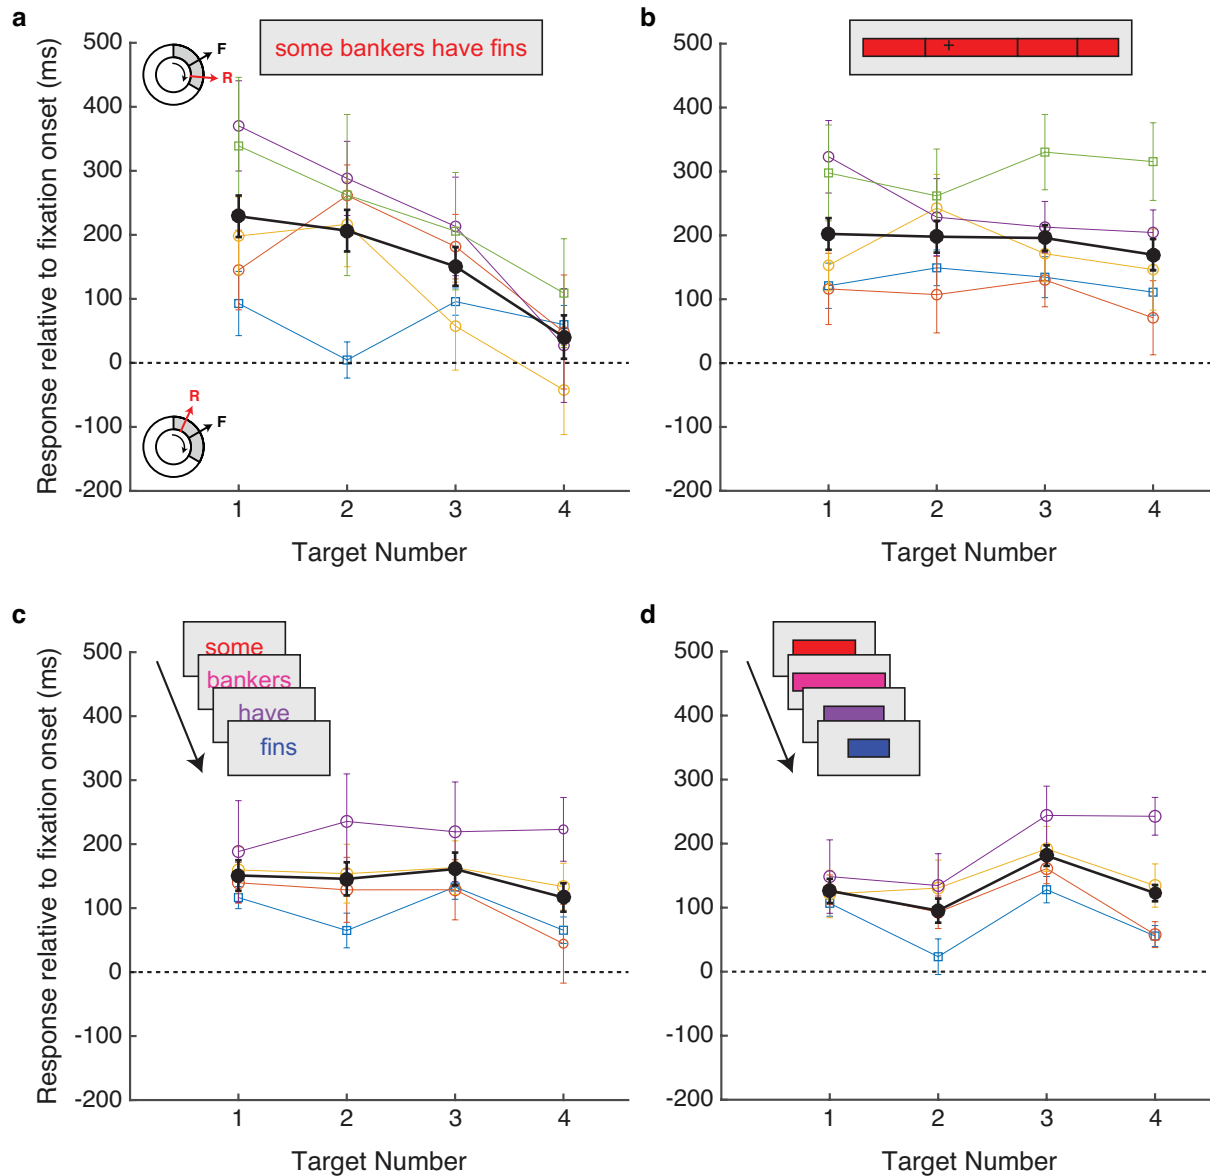 a
some bankers have fins
F
R
Response relative to fixation onset (ms)
500
400
300
200
100
0
-100
-200
R
F
1 2 3 4
Target Number
b
500
400
300
200
100
0
-100
-200
1 2 3 4
Target Number
c
some
bankers
have
fins
Response relative to fixation onset (ms)
500
400
300
200
100
0
-100
-200
1 2 3 4
Target Number
d
500
400
300
200
100
0
-100
-200
1 2 3 4
Target Number